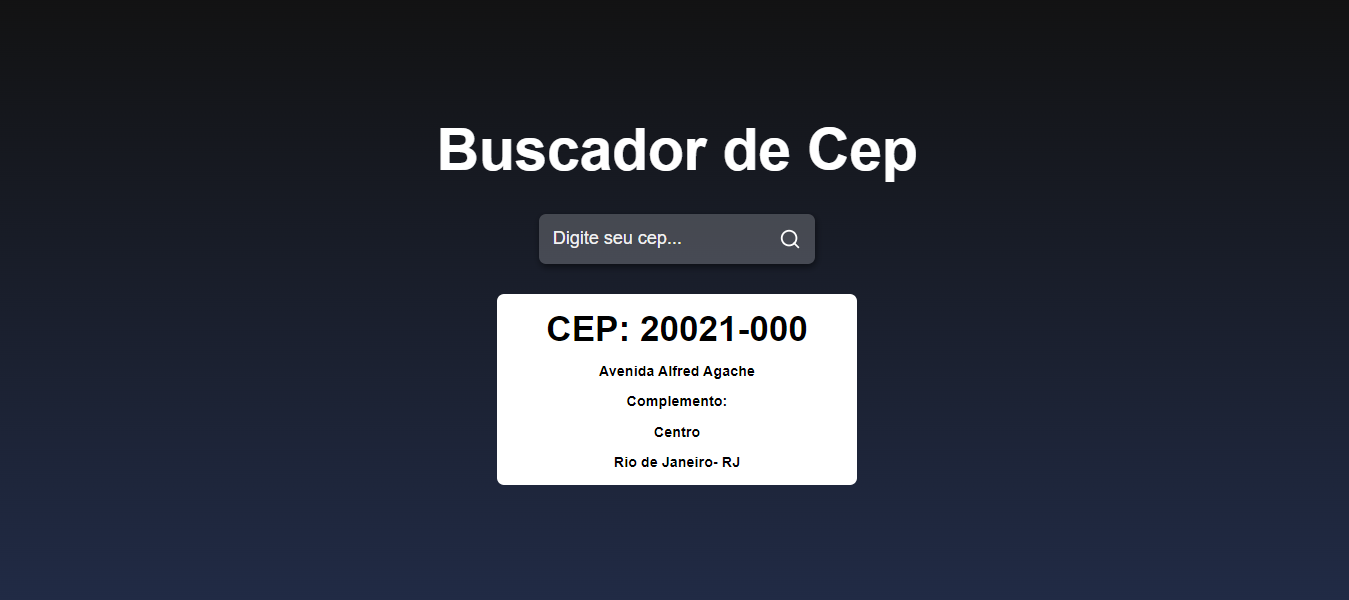 Buscador de Cep
Digite seu cep...
CEP: 20021-000
Avenida Alfred Agache
Complemento:
Centro
Rio de Janeiro- RJ